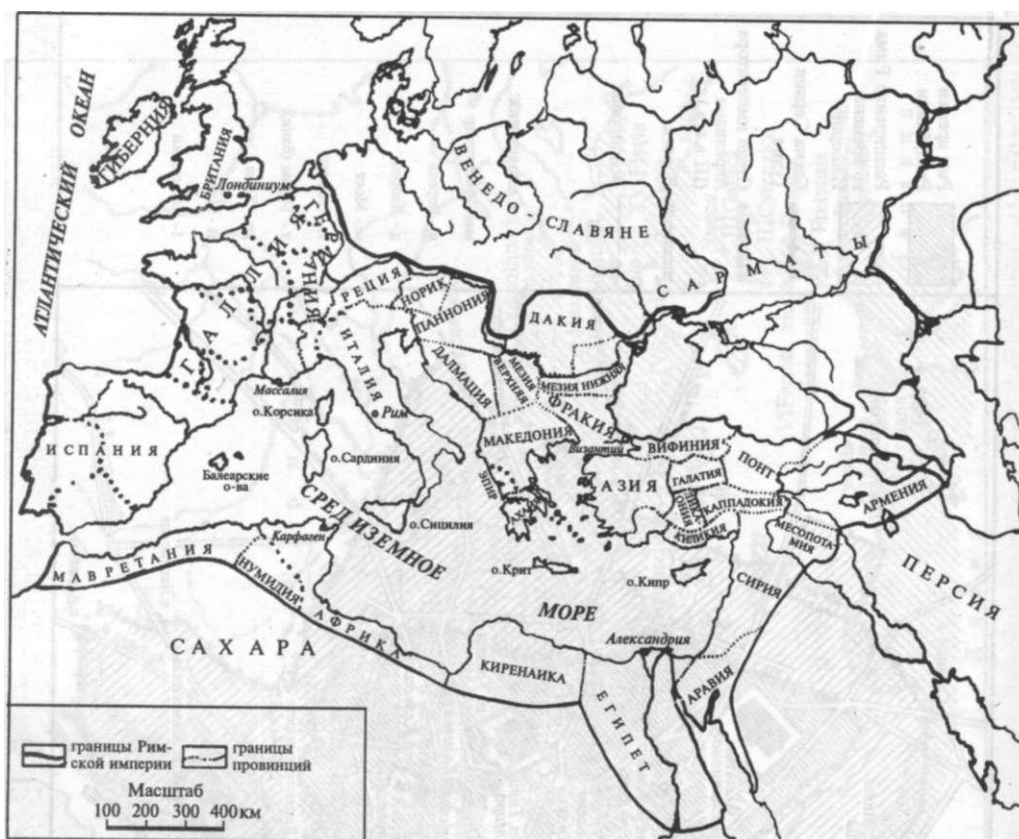 АТЛАНТИЧЕСКИЙ ОКЕАН
ГИБЕРНИЯ
БРИТАНИЯ
Лондиниум
ГЕРМАНИЯ
ГАЛЛИЯ
ВЕНЕДО-
СЛАВЯНЕ
САРМАТЫ
РЕЦИЯ
НОРИК
ПАННОНИЯ
ДАКИЯ
ИТАЛИЯ
ДАЛМАЦИЯ
ВЕРХНЯЯ
МЕЗИЯ
МЕЗИЯ НИЖНЯЯ
ФРАКИЯ
Массалия
о.Корсика
Рим
МАКЕДОНИЯ
Византий
ВИФИНИЯ
ПОНТ
ИСПАНИЯ
Балеарские
о-ва
о.Сардиния
ЭПИР
АЗИЯ
ГАЛАТИЯ
КАППАДОКИЯ
КИЛИКИЯ
АРМЕНИЯ
МЕСОПОТА-
МИЯ
СРЕДИЗЕМНОЕ
МОРЕ
о.Сицилия
Карфаген
МАВРЕТАНИЯ
НУМИДИЯ
АФРИКА
о.Крит
о.Кипр
СИРИЯ
ПЕРСИЯ
САХАРА
Александрия
КИРЕНАИКА
ЕГИПЕТ
АРАВИЯ
границы Рим-
ской империи
границы
провинций
Масштаб
100 200 300 400км